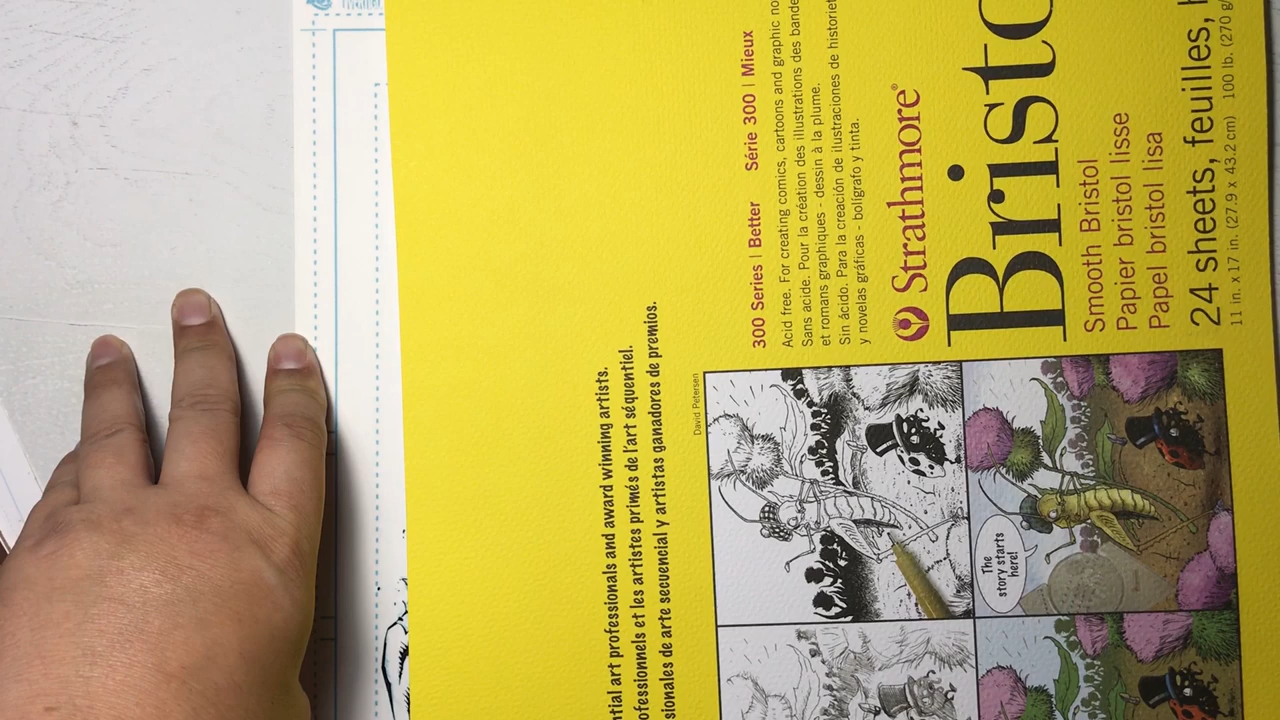 300 Series | Better Série 300 | Mieux
Acid free. For creating comics, cartoons and graphic
Sans acide. Pour la création des illustrations des
et romans graphiques - dessin à la plume.
Sin ácido. Para la creación de ilustraciones de
y novelas gráficas - bolígrafo y tinta.
Strathmore®
Bristo
Smooth Bristol
Papier bristol lisse
Papel bristol lisa
24 sheets, feuilles,
11 in. x 17 in. (27.9 x 43.2 cm) 100 lb. (270 g/
ntial art professionals and award winning artists.
ofessionnels et les artistes primés de l'art séquentiel.
sionales de arte secuencial y artistas ganadores de premios.
David Petersen
The
story starts
here!